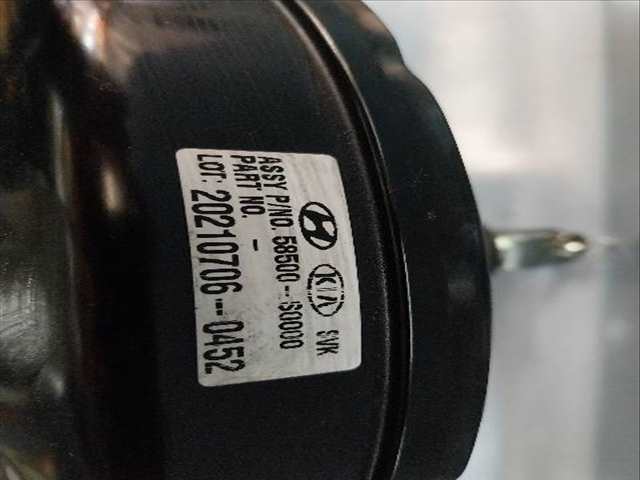 KIA SVK
ASSY P/NO. 58500--S0000
PART NO. -
LOT: 20210706--0452